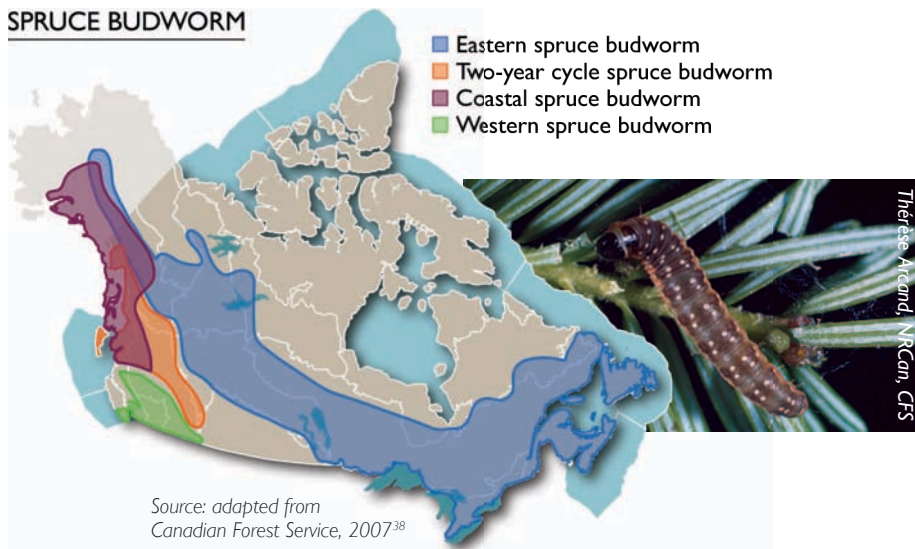 SPRUCE BUDWORM
Eastern spruce budworm
Two-year cycle spruce budworm
Coastal spruce budworm
Western spruce budworm
Thérèse Arcand, NRCan, CFS
Source: adapted from
Canadian Forest Service, 2007³⁸